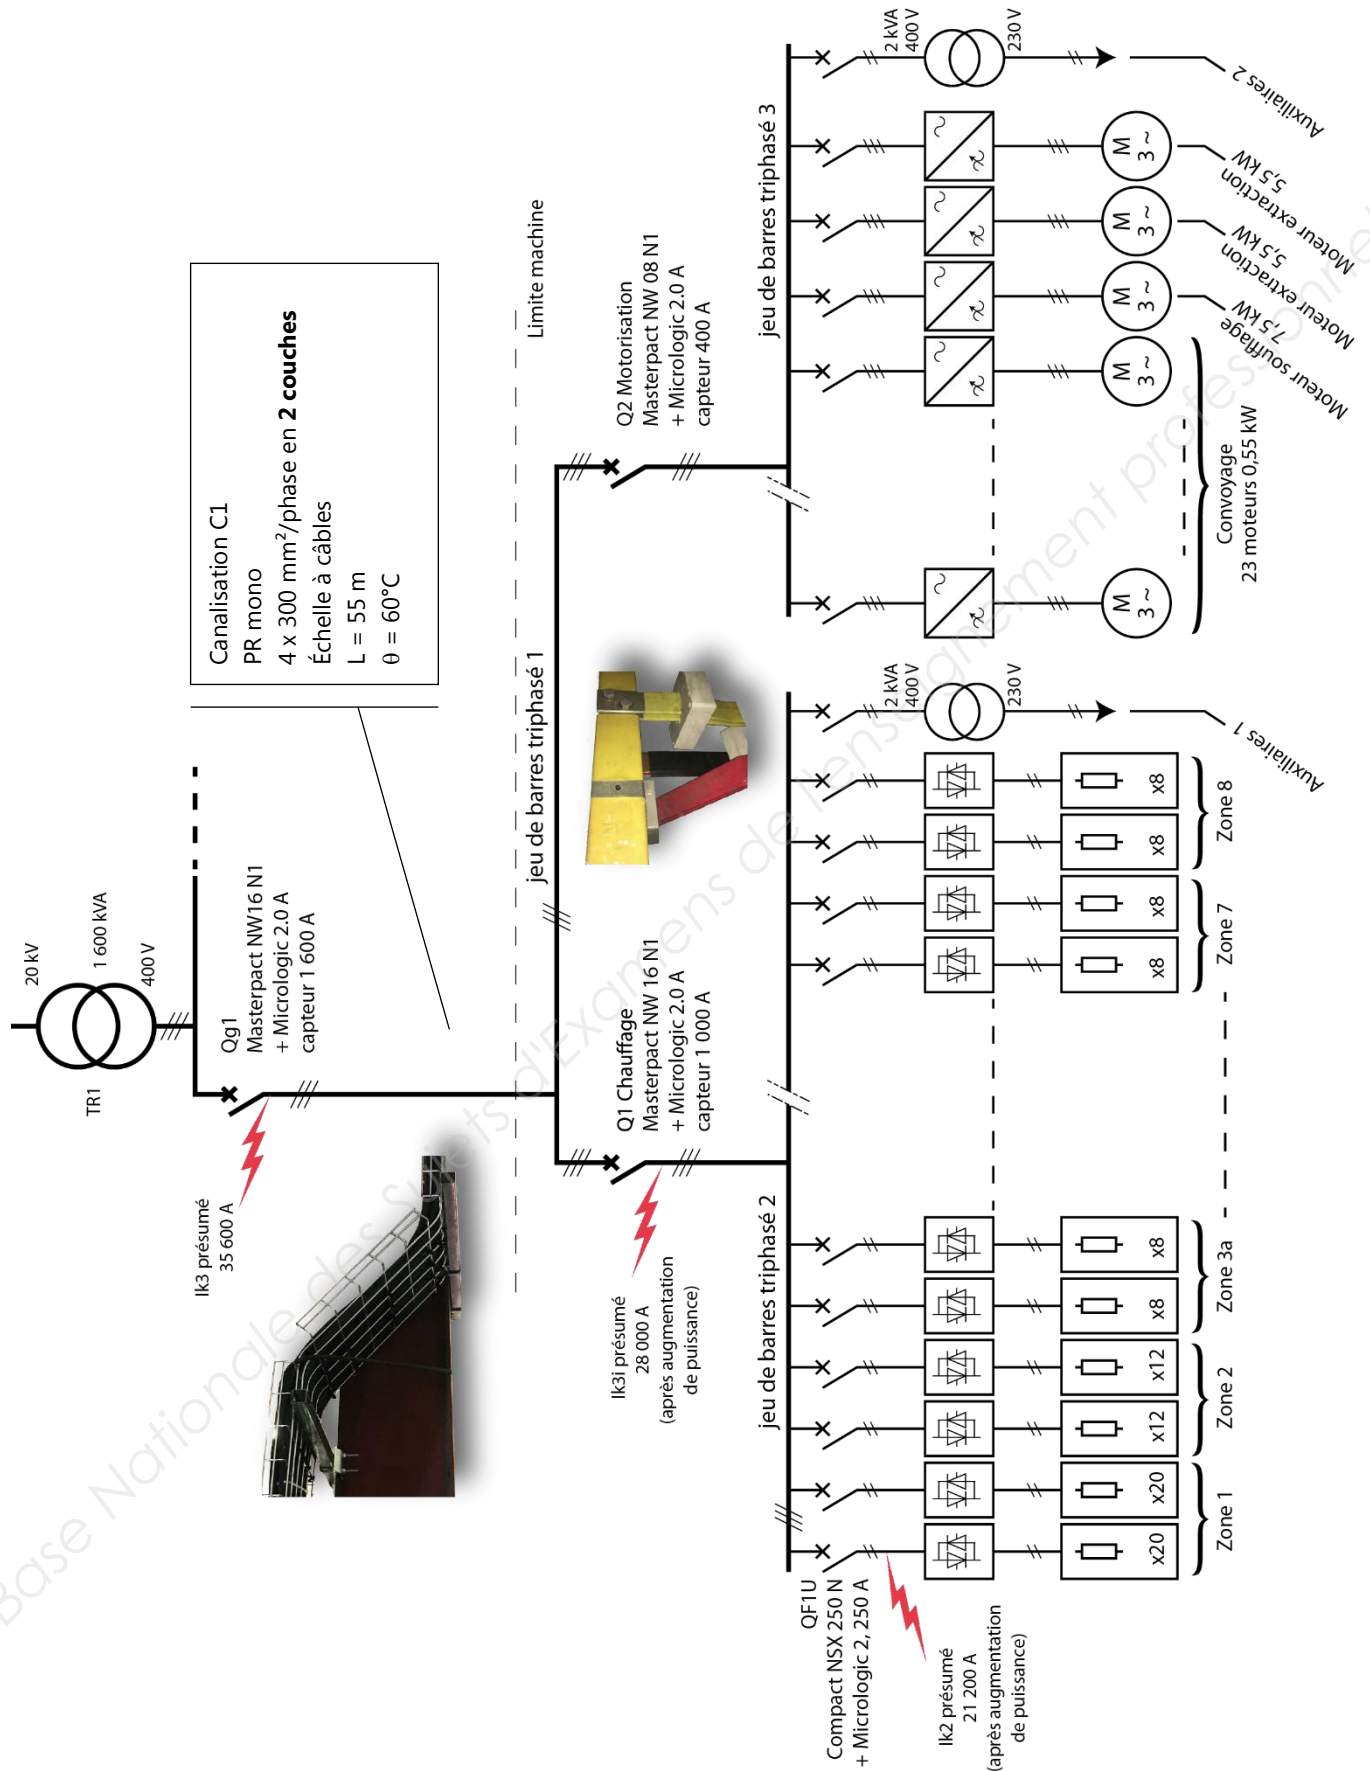 20 kV
1 600 kVA
400 V
TR1
Qg1
Masterpact NW16 N1
+ Micrologic 2.0 A
capteur 1 600 A
Ik3 présumé
35 600 A
Canalisation C1
PR mono
4 x 300 mm²/phase en 2 couches
Échelle à câbles
L = 55 m
θ = 60°C
Limite machine
jeu de barres triphasé 1
Q1 Chauffage
Masterpact NW 16 N1
+ Micrologic 2.0 A
capteur 1 000 A
Ik3i présumé
28 000 A
(après augmentation
de puissance)
Q2 Motorisation
Masterpact NW 08 N1
+ Micrologic 2.0 A
capteur 400 A
jeu de barres triphasé 2
jeu de barres triphasé 3
QF1U
Compact NSX 250 N
+ Micrologic 2, 250 A
Ik2 présumé
21 200 A
(après augmentation
de puissance)
x20
x20
x12
x12
x8
x8
x8
x8
x8
x8
Zone 1
Zone 2
Zone 3a
Zone 7
Zone 8
2 kVA
400 V
230 V
Auxiliaires 1
M
3 ~
M
3 ~
M
3 ~
M
3 ~
M
3 ~
Convoyage
23 moteurs 0,55 kW
Moteur soufflage
7,5 kW
Moteur extraction
5,5 kW
Moteur extraction
5,5 kW
2 kVA
400 V
230 V
Auxiliaires 2
Base Nationale des Sujets d'Examens de l'enseignement professionnel